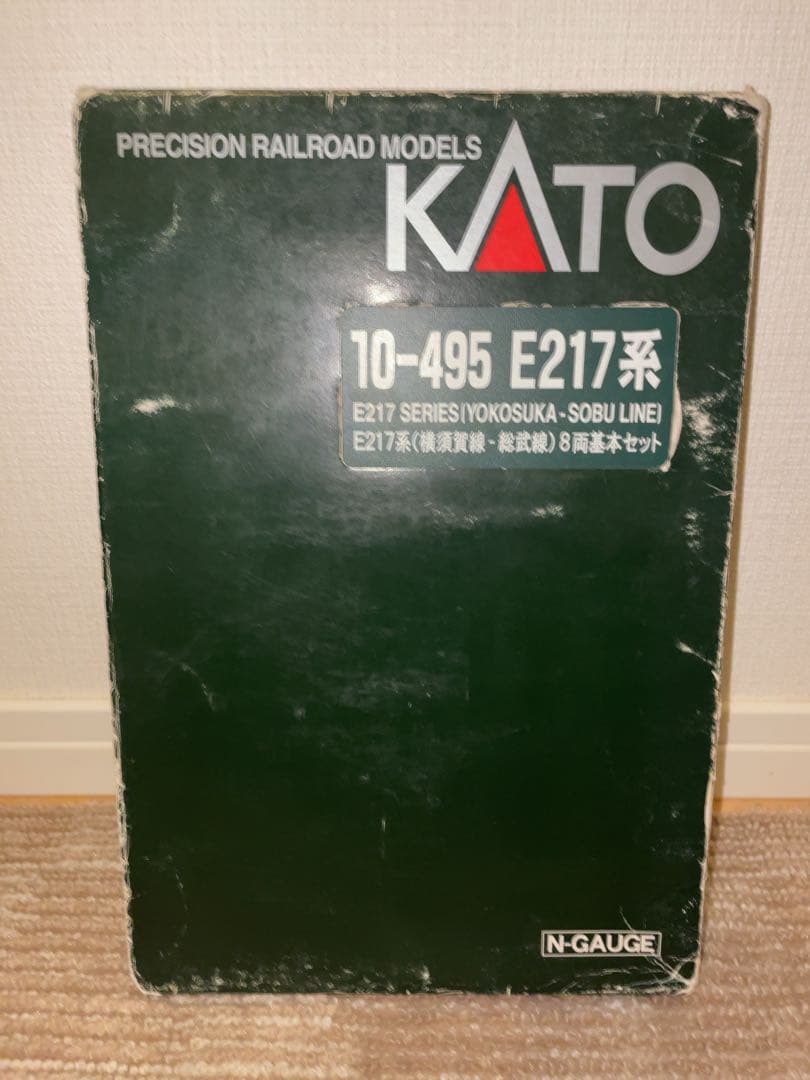 PRECISION RAILROAD MODELS
KATO
10-495 E217系
E217 SERIES(YOKOSUKA-SOBU LINE)
E217系(横須賀線-総武線)8両基本セット
N-GAUGE